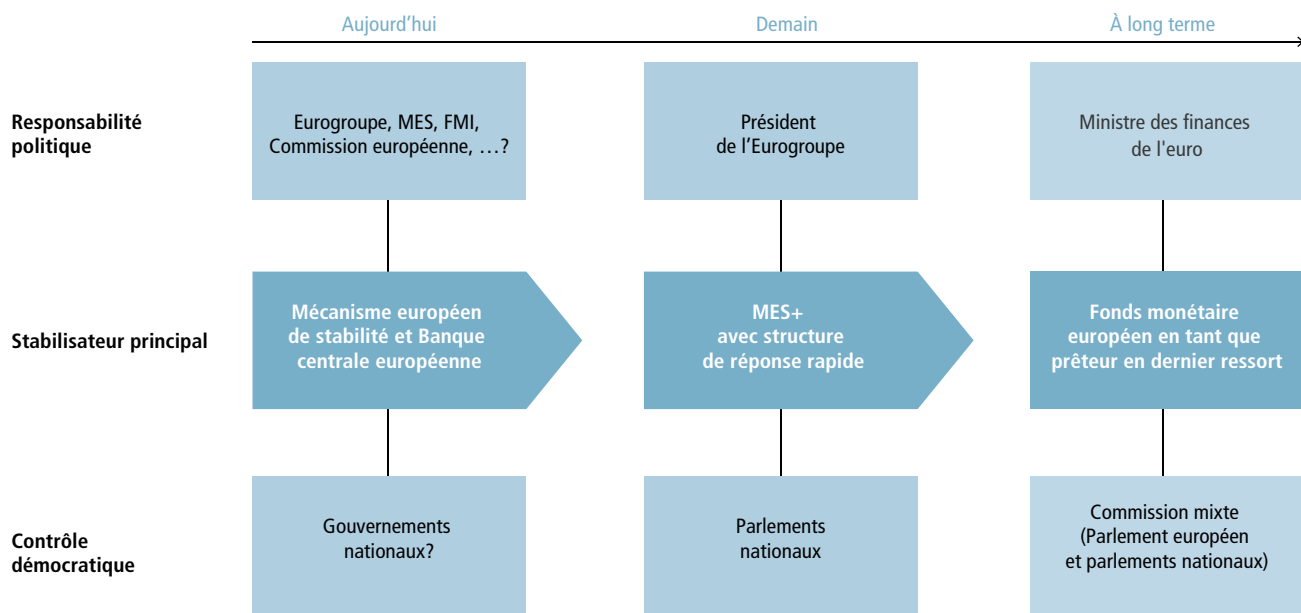 Aujourd’hui
Demain
À long terme
Responsabilité
politique
Eurogroupe, MES, FMI,
Commission européenne, …?
Président
de l’Eurogroupe
Ministre des finances
de l'euro
Stabilisateur principal
Mécanisme européen
de stabilité et Banque
centrale européenne
MES+
avec structure
de réponse rapide
Fonds monétaire
européen en tant que
prêteur en dernier ressort
Contrôle
démocratique
Gouvernements
nationaux?
Parlements
nationaux
Commission mixte
(Parlement européen
et parlements nationaux)